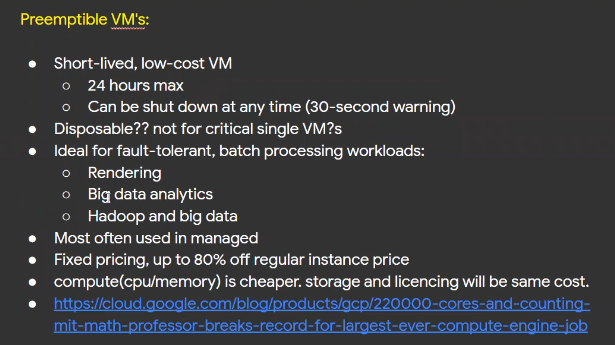 Preemptible VM's:
● Short-lived, low-cost VM
○ 24 hours max
○ Can be shut down at any time (30-second warning)
● Disposable?? not for critical single VM?s
● Ideal for fault-tolerant, batch processing workloads:
○ Rendering
○ Big data analytics
○ Hadoop and big data
● Most often used in managed
● Fixed pricing, up to 80% off regular instance price
● compute(cpu/memory) is cheaper. storage and licencing will be same cost.
● https://cloud.google.com/blog/products/gcp/220000-cores-and-counting-
mit-math-professor-breaks-record-for-largest-ever-compute-engine-job